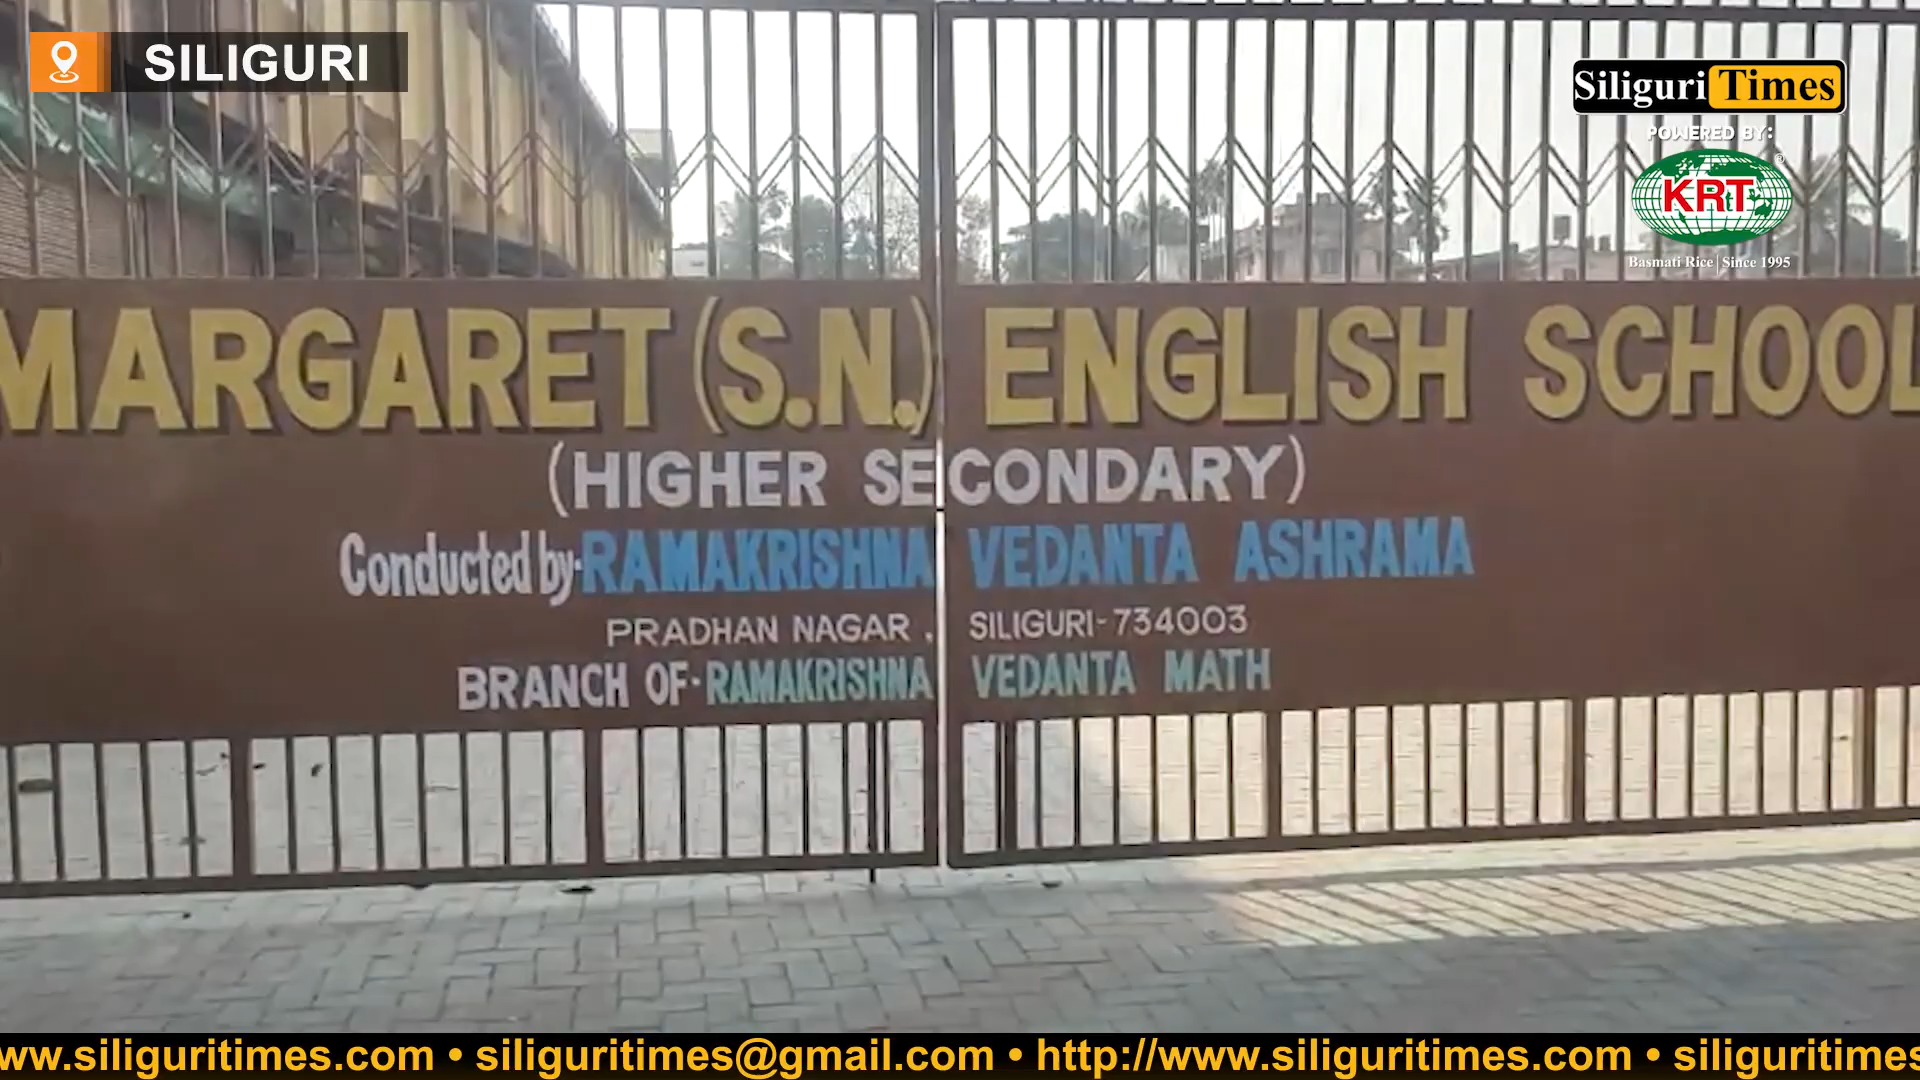 SILIGURI
Siliguri Times
POWERED BY:
KRT
Basmati Rice | Since 1995
MARGARET (S.N.) ENGLISH SCHOOL
(HIGHER SECONDARY)
Conducted by-RAMAKRISHNA VEDANTA ASHRAMA
PRADHAN NAGAR, SILIGURI-734003
BRANCH OF-RAMAKRISHNA VEDANTA MATH
ww.siliguritimes.com • siliguritimes@gmail.com • http://www.siliguritimes.com • siliguritimes